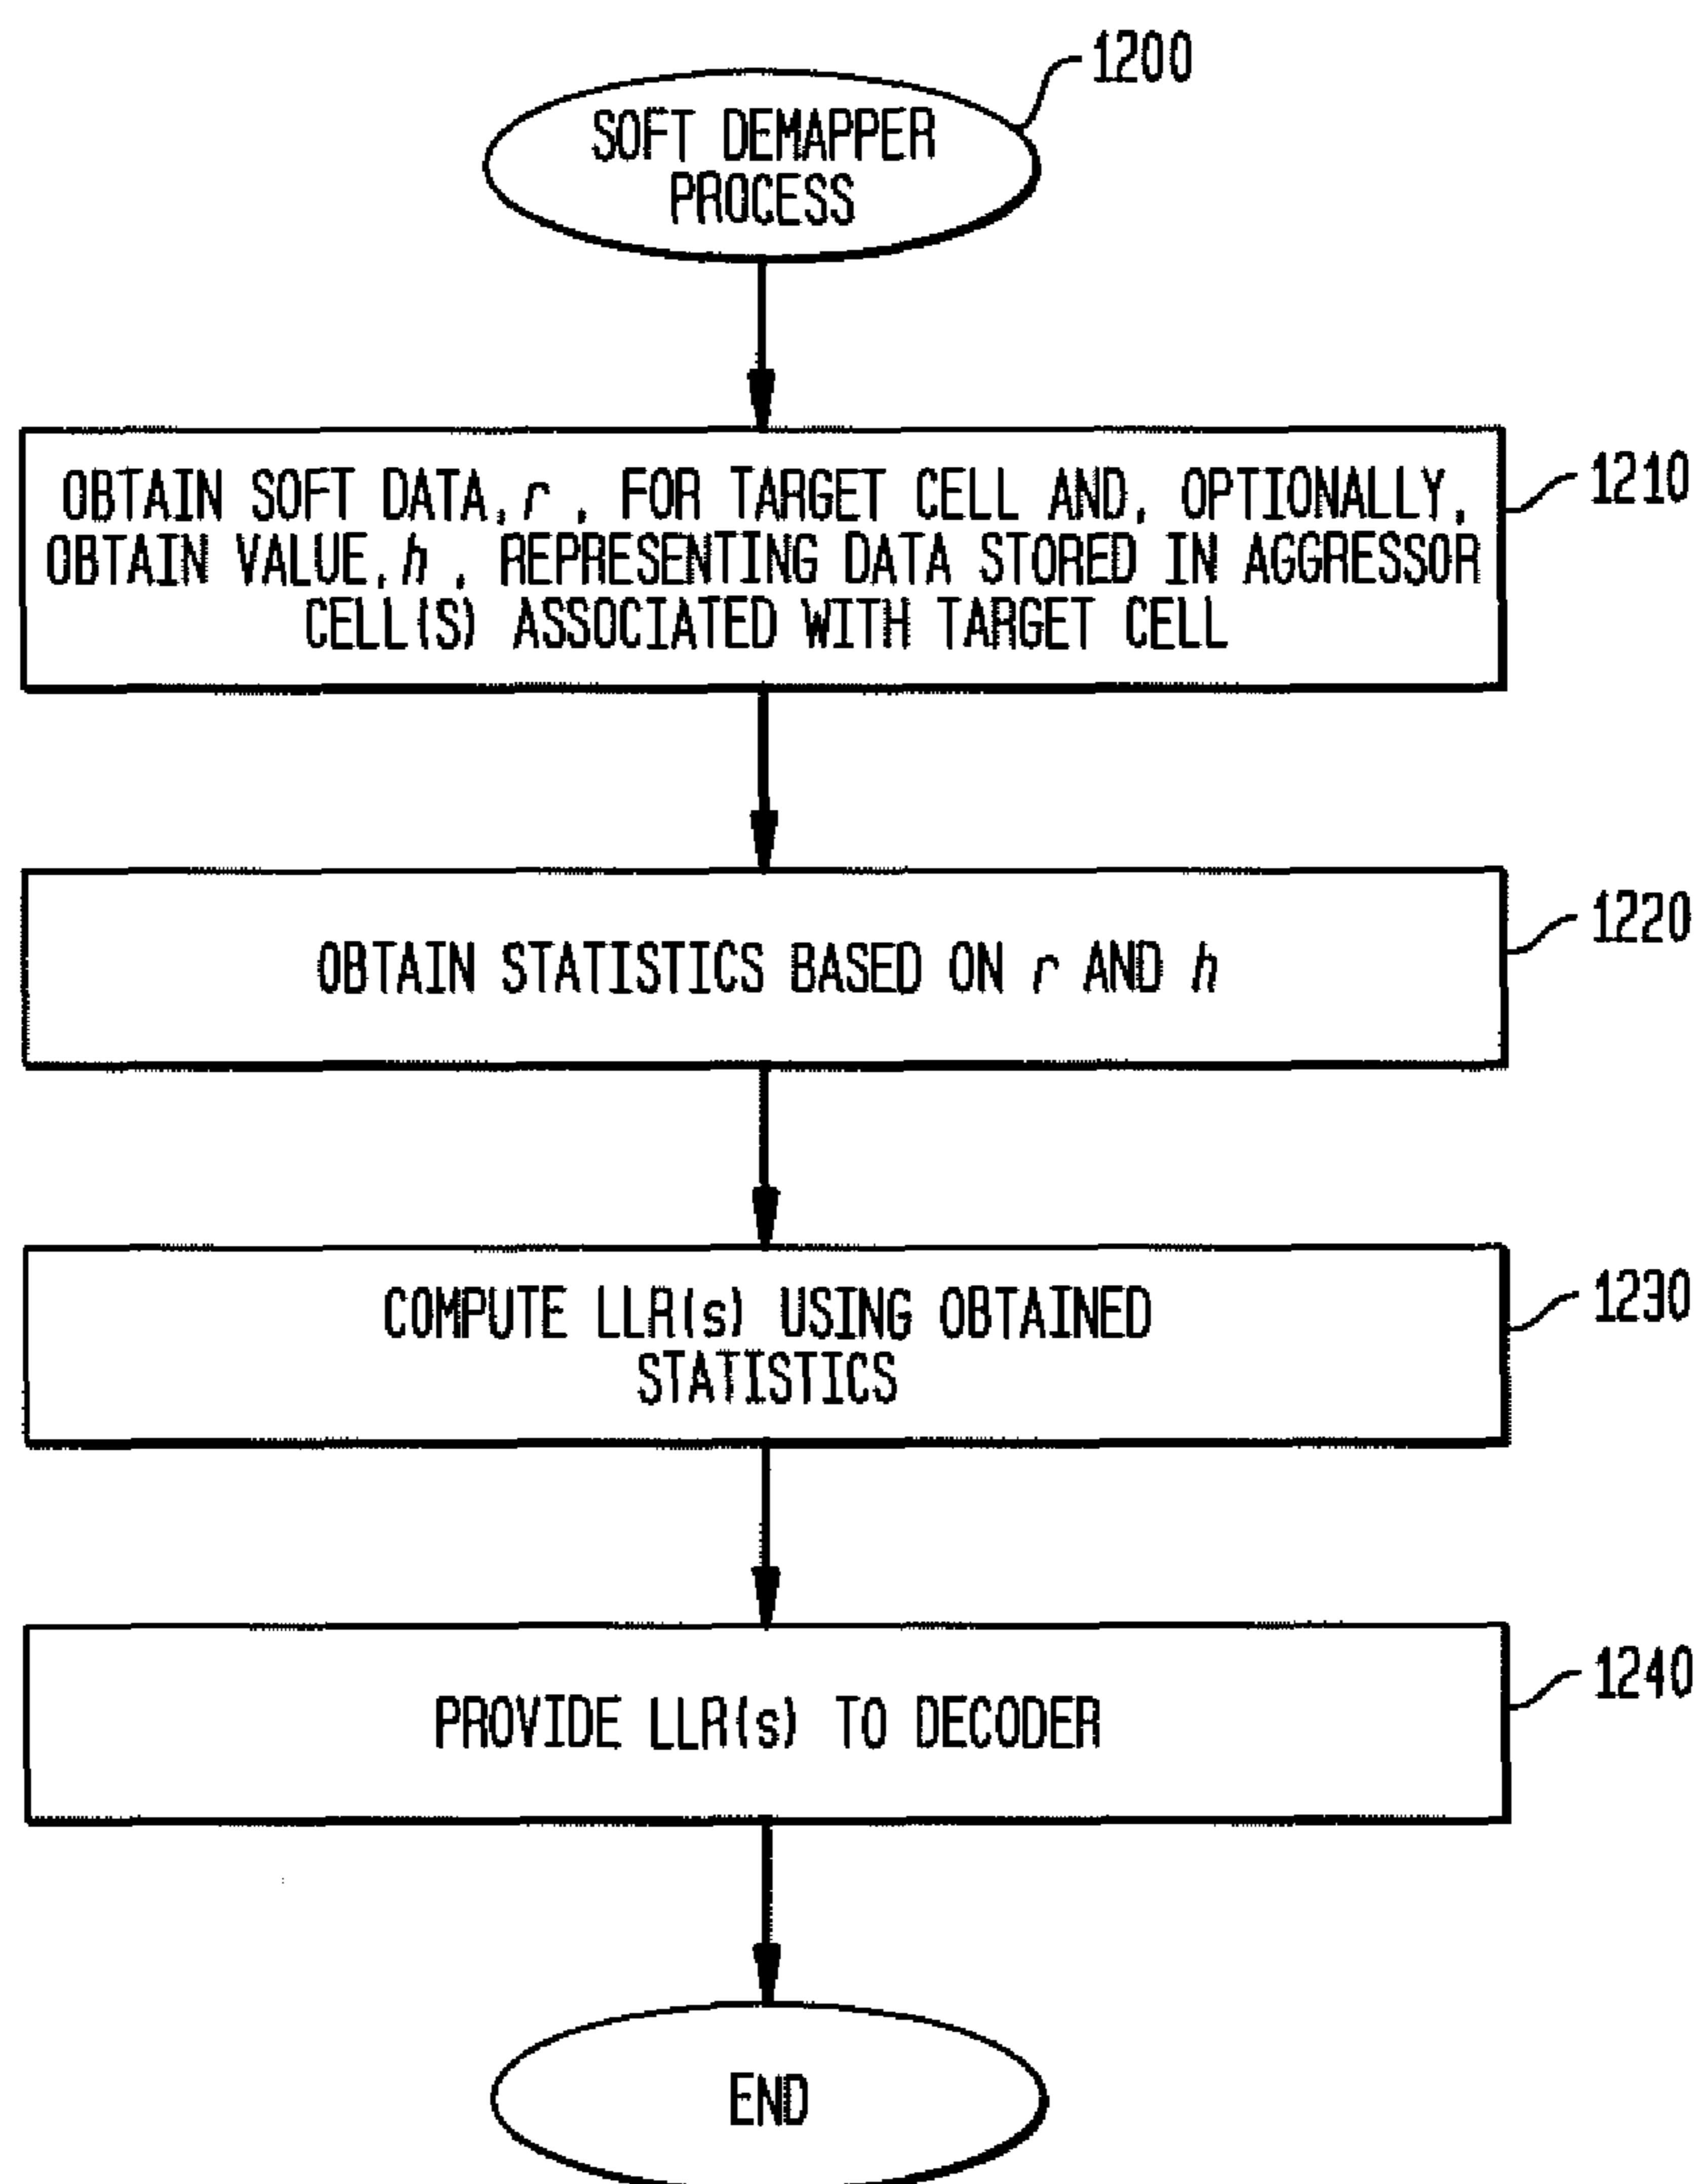 1200
SOFT DEMAPPER
PROCESS
OBTAIN SOFT DATA, r, FOR TARGET CELL AND, OPTIONALLY,
OBTAIN VALUE, h, REPRESENTING DATA STORED IN AGGRESSOR
CELL(S) ASSOCIATED WITH TARGET CELL
1210
OBTAIN STATISTICS BASED ON r AND h
1220
COMPUTE LLR(s) USING OBTAINED
STATISTICS
1230
PROVIDE LLR(s) TO DECODER
1240
END